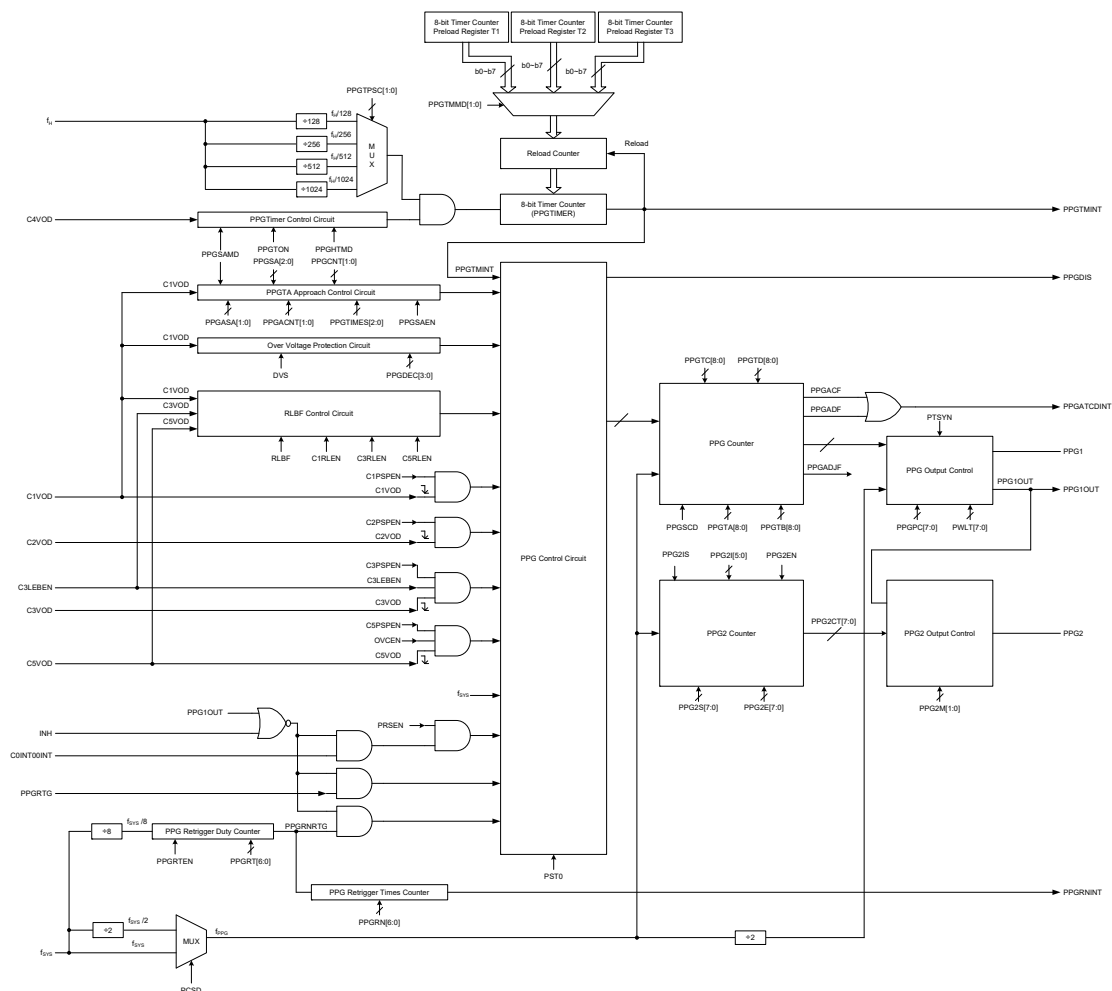 8-bit Timer Counter
Preload Register T1
8-bit Timer Counter
Preload Register T2
8-bit Timer Counter
Preload Register T3
b0~b7
b0~b7
b0~b7
PPGTMMD[1:0]
PPGTPSC[1:0]
fH
÷128
fH/128
÷256
fH/256
÷512
fH/512
÷1024
fH/1024
M
U
X
Reload Counter
Reload
8-bit Timer Counter
(PPGTIMER)
PPGTMINT
C4VOD
PPGTimer Control Circuit
PPGSAMD
PPGTON
PPGHTMD
PPGSA[2:0]
PPGCNT[1:0]
PPGTMINT
PPGDIS
C1VOD
PPGTA Approach Control Circuit
PPGASA[1:0]
PPGACNT[1:0]
PPGTIMES[2:0]
PPGSAEN
C1VOD
Over Voltage Protection Circuit
DVS
PPGDEC[3:0]
C1VOD
C3VOD
C5VOD
RLBF Control Circuit
RLBF
C1RLEN
C3RLEN
C5RLEN
PPG Control Circuit
PPGTC[8:0]
PPGTD[8:0]
PPG Counter
PPGACF
PPGADF
PPGADJF
PPGATCDINT
PTSYN
PPG Output Control
PPG1
PPG1OUT
PPG1OUT
PPGSCD
PPGTA[8:0]
PPGTB[8:0]
PPGPC[7:0]
PWLT[7:0]
C1PSPEN
C1VOD
C1VOD
C2PSPEN
C2VOD
C2VOD
C3PSPEN
C3LEBEN
C3LEBEN
C3VOD
C3VOD
C5PSPEN
OVCEN
C5VOD
C5VOD
PPG2IS
PPG2I[5:0]
PPG2EN
PPG2 Counter
PPG2CT[7:0]
PPG2 Output Control
PPG2
PPG2S[7:0]
PPG2E[7:0]
PPG2M[1:0]
fSYS
PPG1OUT
INH
PRSEN
C0INT00INT
PPGRTG
÷8
fSYS /8
PPG Retrigger Duty Counter
PPGRNRTG
PPGRTEN
PPGRT[6:0]
PST0
PPG Retrigger Times Counter
PPGRNINT
PPGRN[6:0]
÷2
fSYS /2
fSYS
fSYS
MUX
fPPG
÷2
PCSD